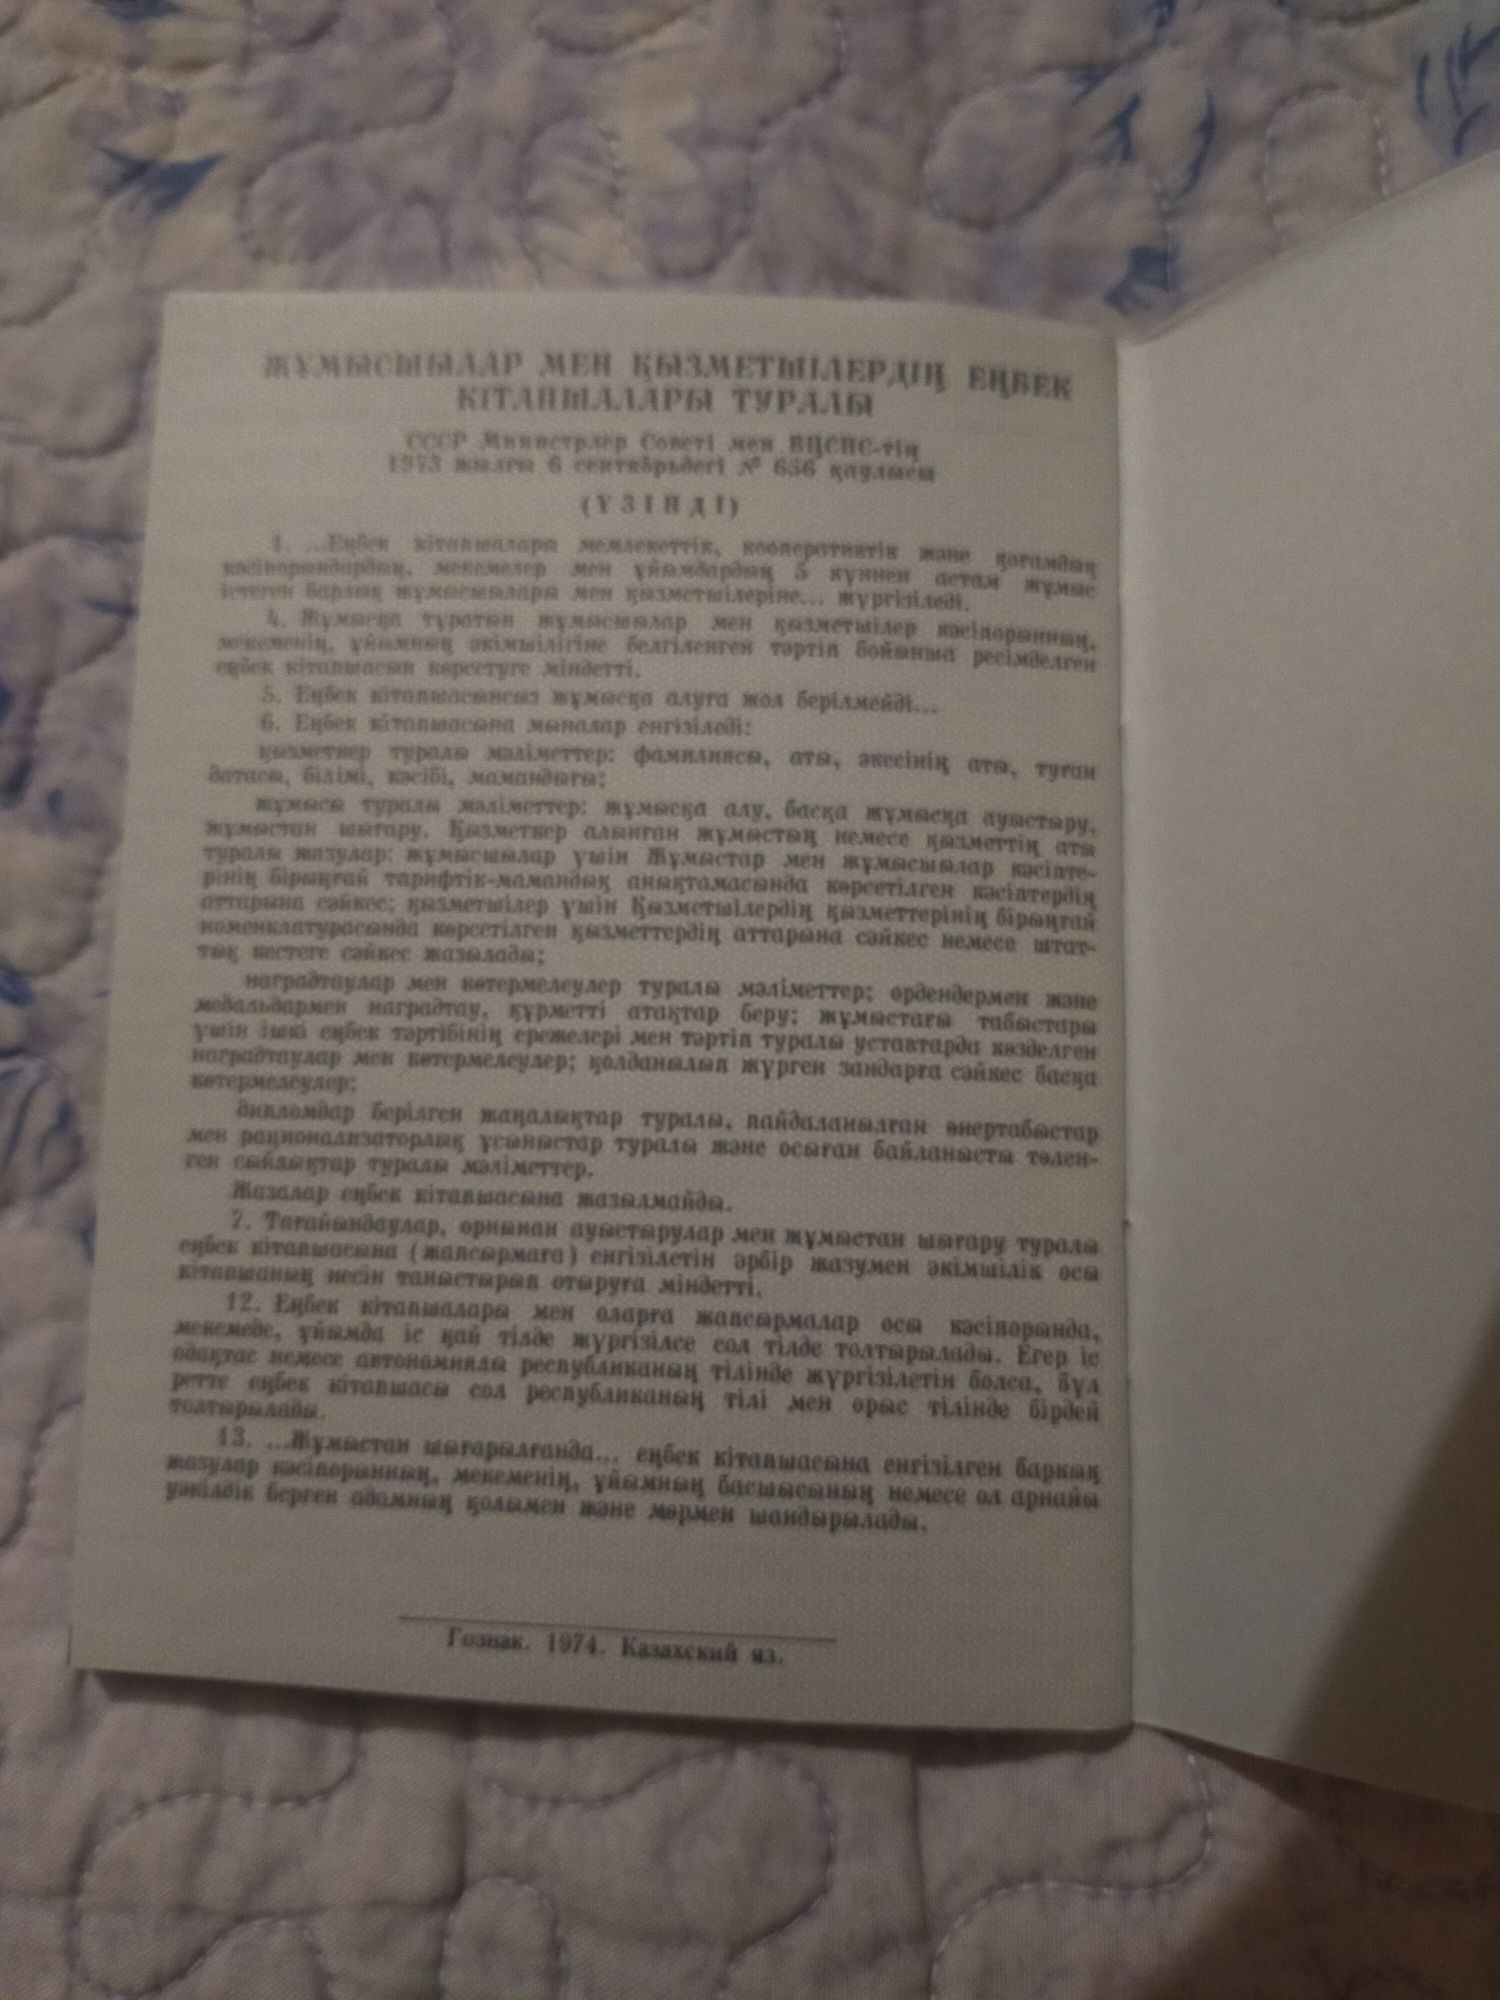 ЖҰМЫСШЫЛАР МЕН ҚЫЗМЕТШІЛЕРДІҢ ЕҢБЕК
КІТАПШАЛАРЫ ТУРАЛЫ
СССР Министрлер Советі мен ВЦСПС-тің
1973 жылғы 6 сентябрьдегі № 656 қаулысы
(ҮЗІНДІ)
1. ...Еңбек кітапшалары мемлекеттік, кооперативтік және қоғамдық
кәсіпорындардың, мекемелер мен ұйымдардың 5 күннен астам жұмыс
істеген барлық жұмысшылары мен қызметшілеріне... жүргізіледі.
4. Жұмысқа тұратын жұмысшылар мен қызметшілер кәсіпорынның,
мекеменің, ұйымның әкімшілігіне белгіленген тәртіп бойынша ресімделген
еңбек кітапшасын көрсетуге міндетті.
5. Еңбек кітапшасынсыз жұмысқа алуға жол берілмейді...
6. Еңбек кітапшасына мыналар енгізіледі:
қызметкер туралы мәліметтер: фамилиясы, аты, әкесінің аты, туған
датасы, білімі, кәсібі, мамандығы;
жұмысы туралы мәліметтер: жұмысқа алу, басқа жұмысқа ауыстыру,
жұмыстан шығару. Қызметкер алынған жұмыстың немесе қызметтің аты
туралы жазулар: жұмысшылар үшін Жұмыстар мен жұмысшылар кәсіпте-
рінің бірыңғай тарифтік-мамандық анықтамасында көрсетілген кәсіптердің
аттарына сәйкес; қызметшілер үшін Қызметшілердің қызметтерінің бірыңғай
номенклатурасында көрсетілген қызметтердің аттарына сәйкес немесе штат-
тық кестеге сәйкес жазылады;
наградтаулар мен көтермелеулер туралы мәліметтер; ордендермен және
медальдармен наградтау, құрметті атақтар беру; жұмыстағы табыстары
үшін ішкі еңбек тәртібінің ережелері мен тәртіп туралы уставтарда көзделген
наградтаулар мен көтермелеулер; қолданылып жүрген заңдарға сәйкес басқа
көтермелеулер;
дипломдар берілген жаңалықтар туралы, пайдаланылған өнертабыстар
мен рационализаторлық ұсыныстар туралы және осыған байланысты төлен-
ген сыйлықтар туралы мәліметтер.
Жазалар еңбек кітапшасына жазылмайды.
7. Тағайындаулар, орнынан ауыстырулар мен жұмыстан шығару туралы
еңбек кітапшасына (жапсырмаға) енгізілетін әрбір жазумен әкімшілік осы
кітапшаның иесін таныстырып отыруға міндетті.
12. Еңбек кітапшалары мен оларға жапсырмалар осы кәсіпорында,
мекемеде, ұйымда іс қай тілде жүргізілсе сол тілде толтырылады. Егер іс
одақтас немесе автономиялы республиканың тілінде жүргізілетін болса, бұл
ретте еңбек кітапшасы сол республиканың тілі мен орыс тілінде бірдей
толтырылады.
13. ...Жұмыстан шығарылғанда... еңбек кітапшасына енгізілген барлық
жазулар кәсіпорынның, мекеменің, ұйымның басшысының немесе ол арнайы
уәкілдік берген адамның қолымен және мөрмен шандырылады.
Гознак. 1974. Казахский яз.